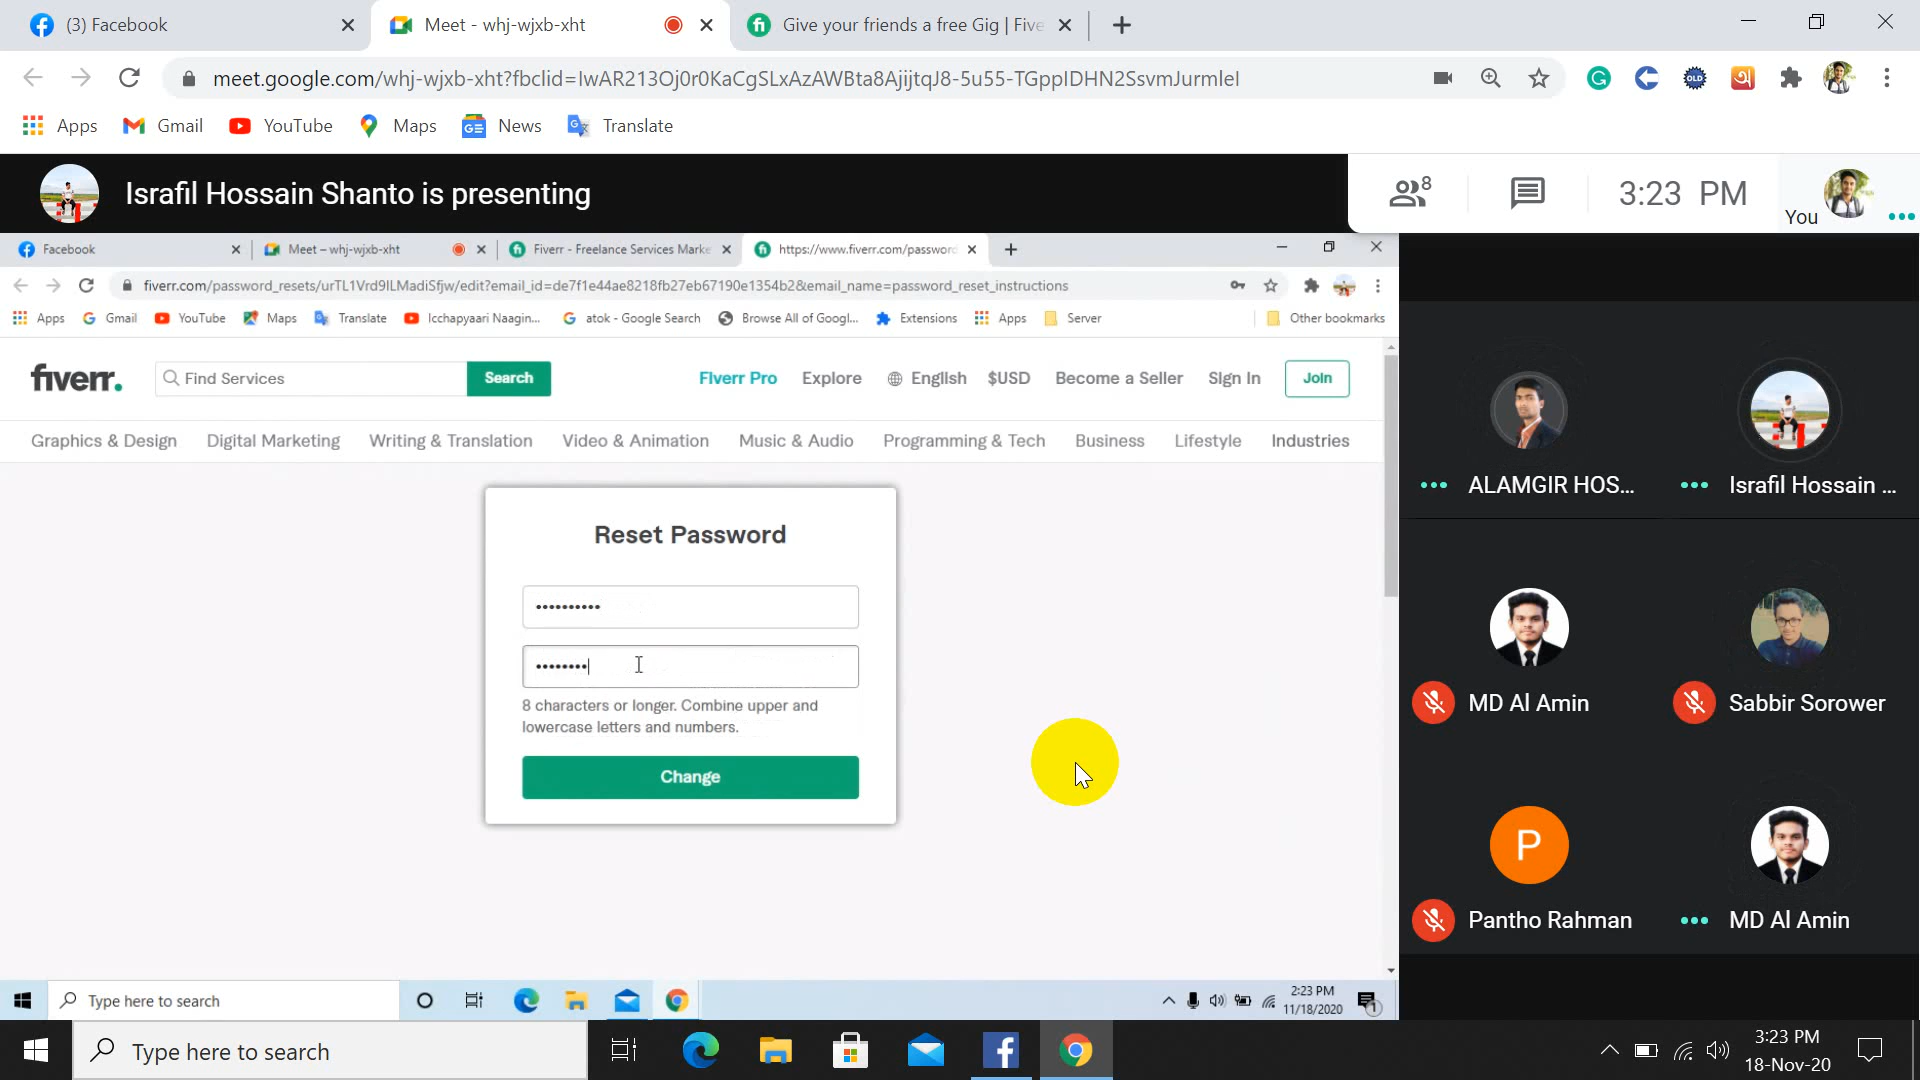 (3) Facebook
Meet - whj-wjxb-xht
Give your friends a free Gig | Five
meet.google.com/whj-wjxb-xht?fbclid=IwAR213Oj0r0KaCgSLxAzAWBta8AjijtqJ8-5u55-TGppIDHN2SsvmJurmleI
Apps
Gmail
YouTube
Maps
News
Translate
Israfil Hossain Shanto is presenting
8
3:23 PM
You
Facebook
Meet – whj-wjxb-xht
Fiverr - Freelance Services Marke
https://www.fiverr.com/password
fiverr.com/password_resets/urTL1Vrd9ILMadiSfjw/edit?email_id=de7f1e44ae8218fb27eb67190e1354b2&email_name=password_reset_instructions
Apps
Gmail
YouTube
Maps
Translate
Icchapyaari Naagin...
atok - Google Search
Browse All of Googl...
Extensions
Apps
Server
Other bookmarks
fiverr.
Find Services
Search
Fiverr Pro
Explore
English
$USD
Become a Seller
Sign In
Join
Graphics & Design
Digital Marketing
Writing & Translation
Video & Animation
Music & Audio
Programming & Tech
Business
Lifestyle
Industries
Reset Password
••••••••••
••••••••
8 characters or longer. Combine upper and
lowercase letters and numbers.
Change
ALAMGIR HOS...
Israfil Hossain ...
MD Al Amin
Sabbir Sorower
P
Pantho Rahman
MD Al Amin
Type here to search
2:23 PM
11/18/2020
1
Type here to search
3:23 PM
18-Nov-20